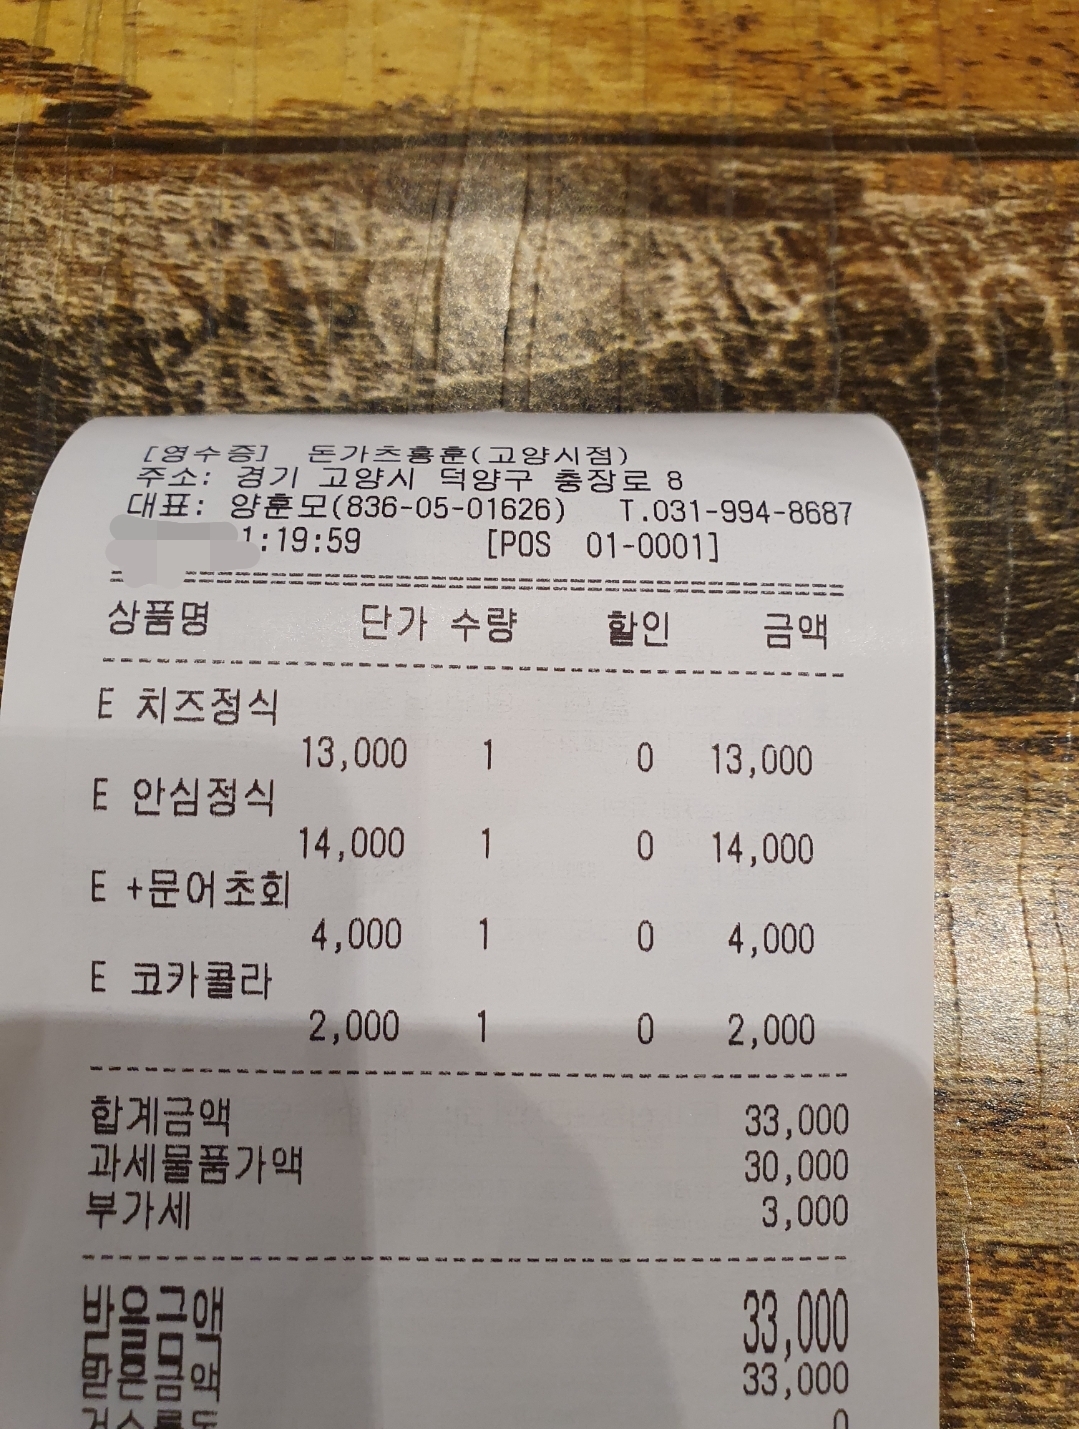 [영수증] 돈가츠흥훈(고양시점)
주소: 경기 고양시 덕양구 충장로 8
대표: 양훈모(836-05-01626) T.031-994-8687
1:19:59 [POS 01-0001]
상품명 단가 수량 할인 금액
E 치즈정식
13,000 1 0 13,000
E 안심정식
14,000 1 0 14,000
E +문어초회
4,000 1 0 4,000
E 코카콜라
2,000 1 0 2,000
합계금액 33,000
과세물품가액 30,000
부가세 3,000
받을금액 33,000
받은금액 33,000
거스름돈 0